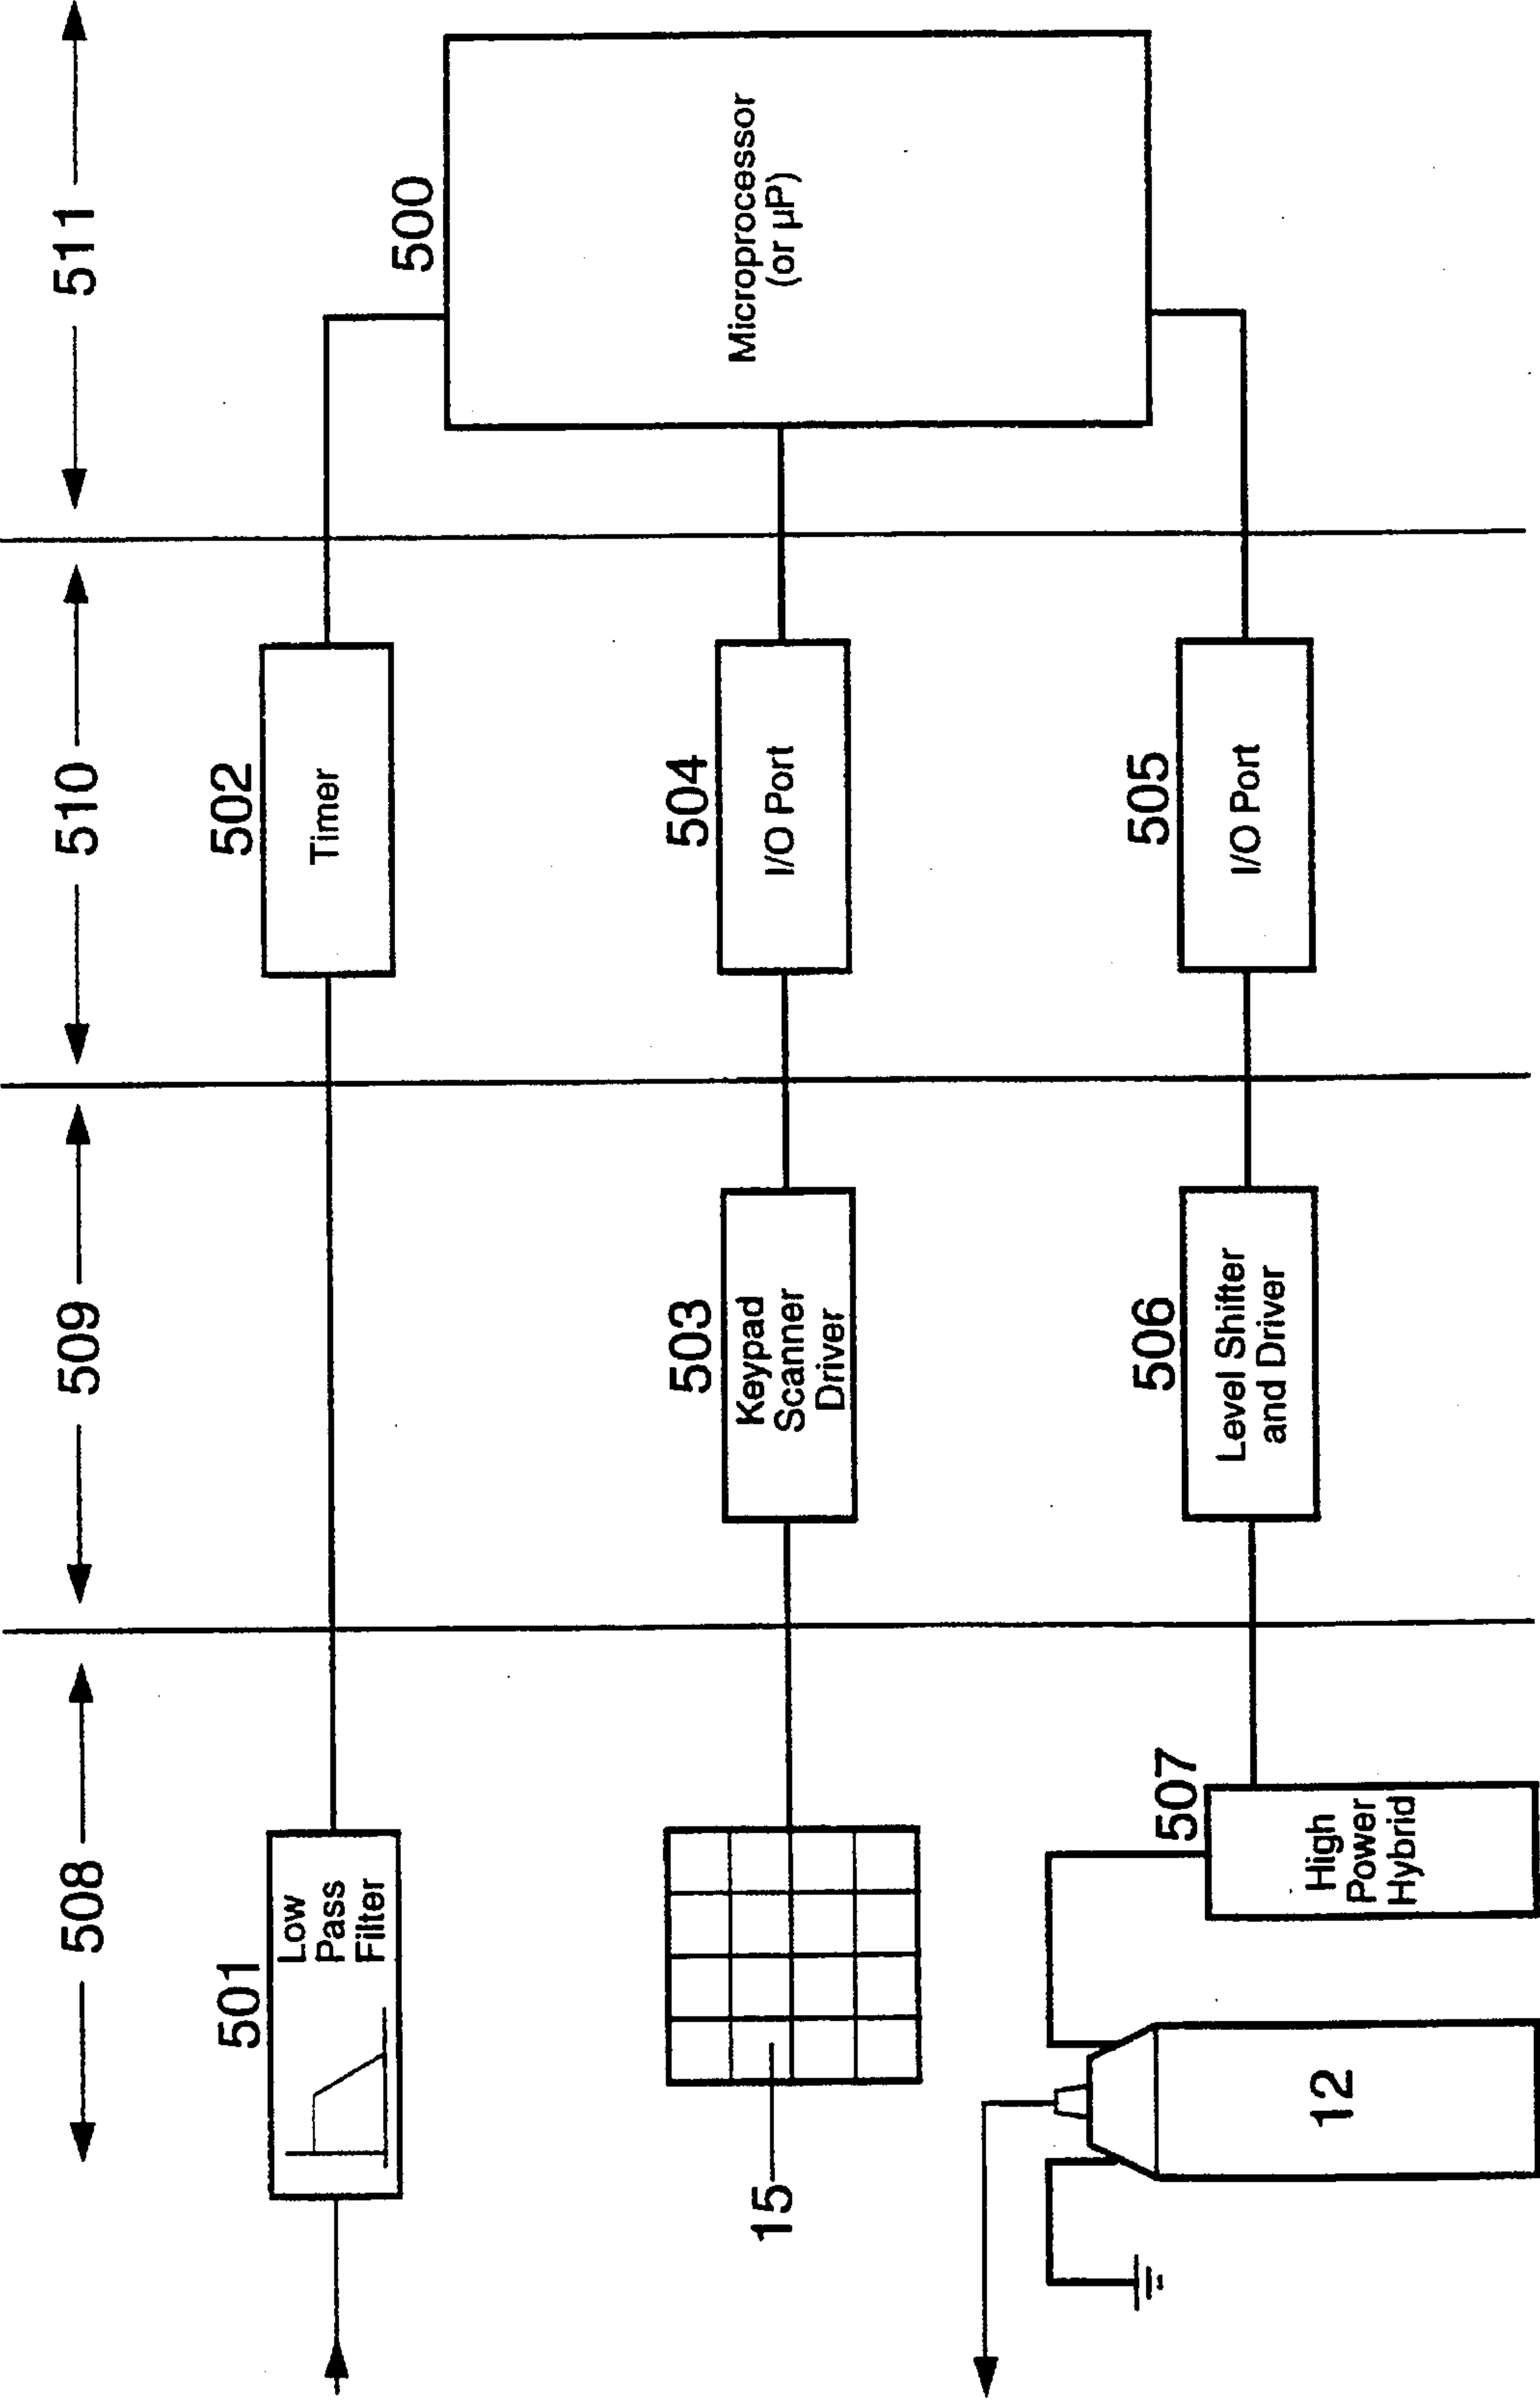 508
509
510
511
501
Low
Pass
Filter
502
Timer
500
Microprocessor
(or µP)
15
503
Keypad
Scanner
Driver
504
I/O Port
12
507
High
Power
Hybrid
506
Level Shifter
and Driver
505
I/O Port